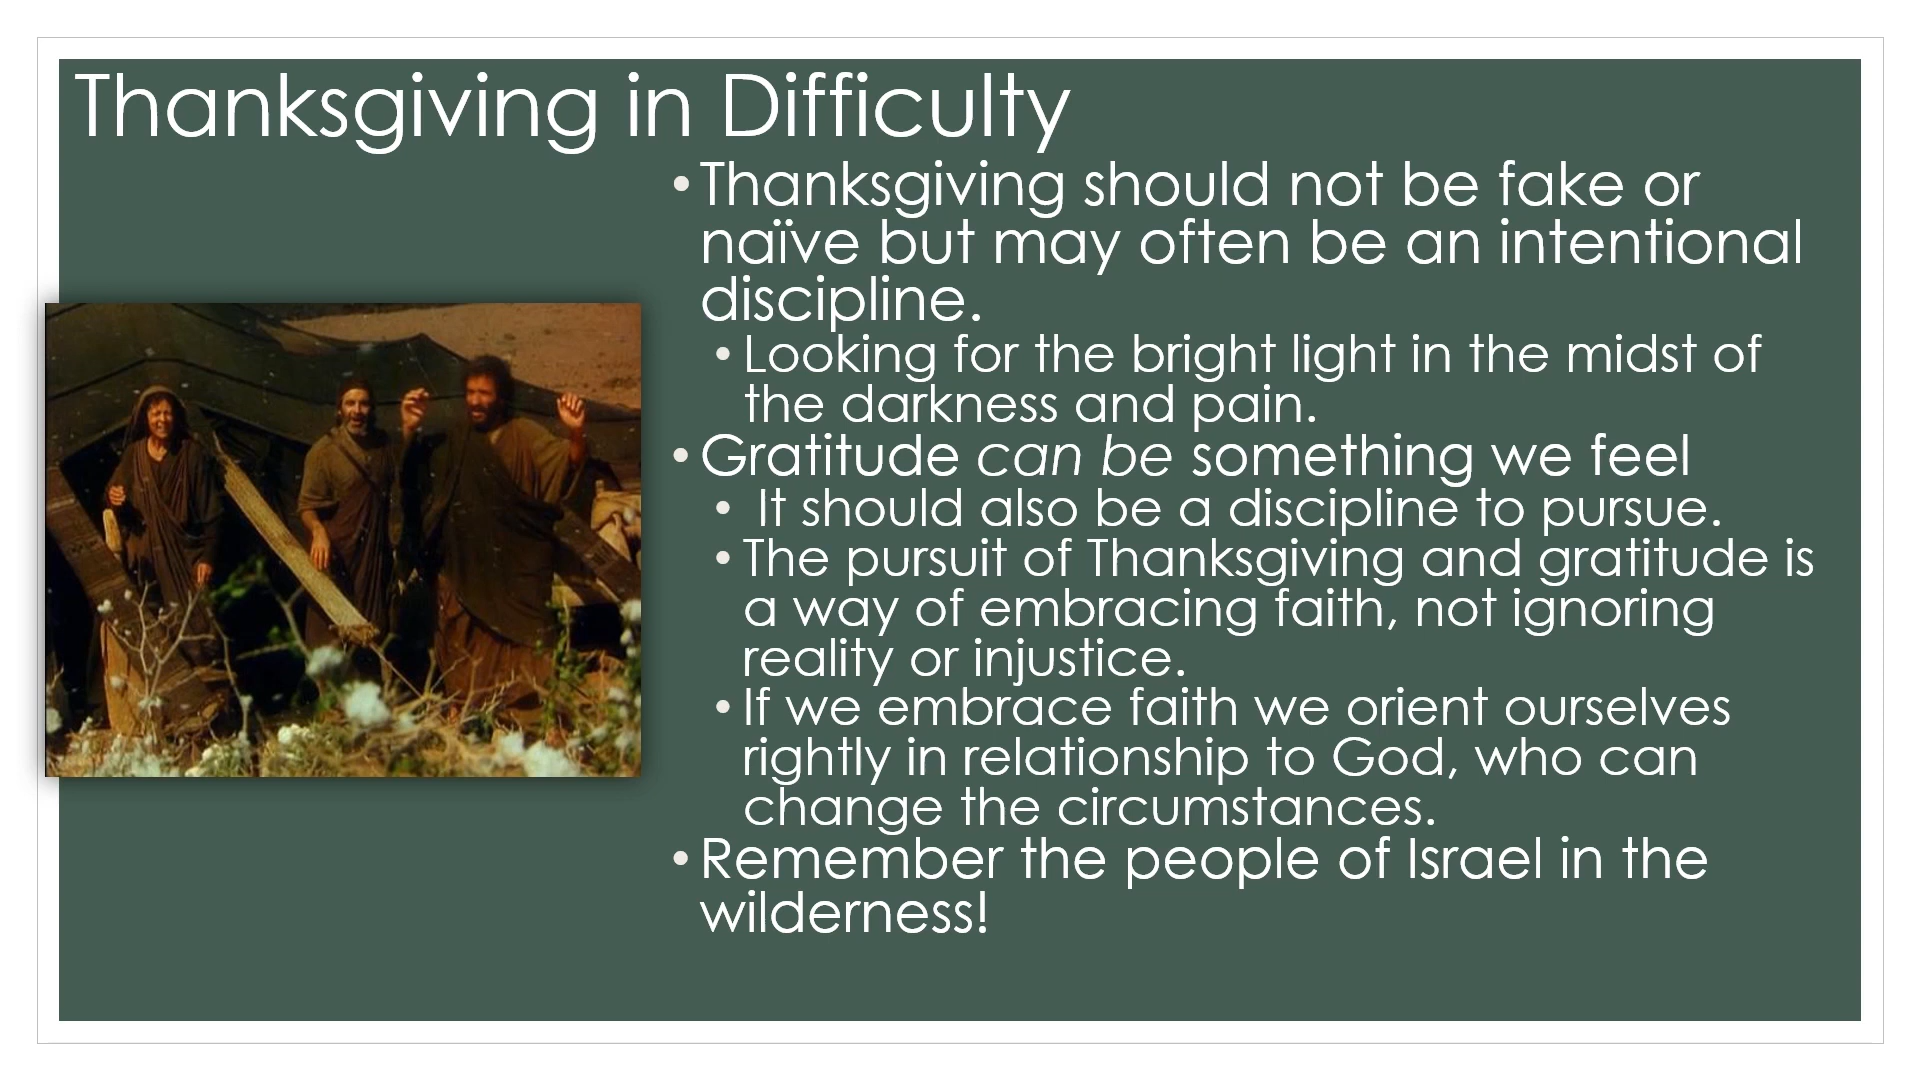 Thanksgiving in Difficulty
• Thanksgiving should not be fake or
naïve but may often be an intentional
discipline.
• Looking for the bright light in the midst of
the darkness and pain.
• Gratitude can be something we feel
• It should also be a discipline to pursue.
• The pursuit of Thanksgiving and gratitude is
a way of embracing faith, not ignoring
reality or injustice.
• If we embrace faith we orient ourselves
rightly in relationship to God, who can
change the circumstances.
• Remember the people of Israel in the
wilderness!